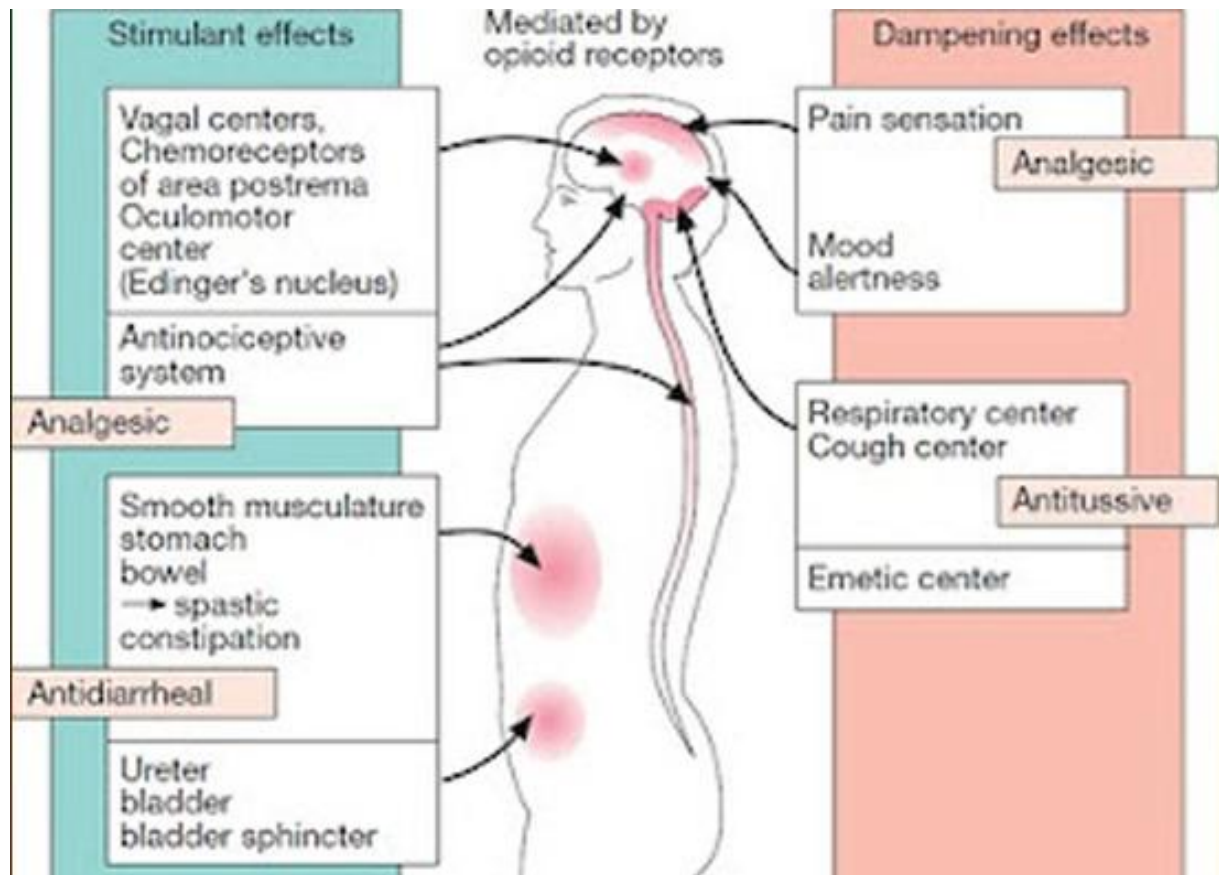 Stimulant effects
Vagal centers,
Chemoreceptors
of area postrema
Oculomotor
center
(Edinger's nucleus)
Antinociceptive
system
Analgesic
Smooth musculature
stomach
bowel
→ spastic
constipation
Antidiarrheal
Ureter
bladder
bladder sphincter
Mediated by
opioid receptors
Dampening effects
Pain sensation
Analgesic
Mood
alertness
Respiratory center
Cough center
Antitussive
Emetic center